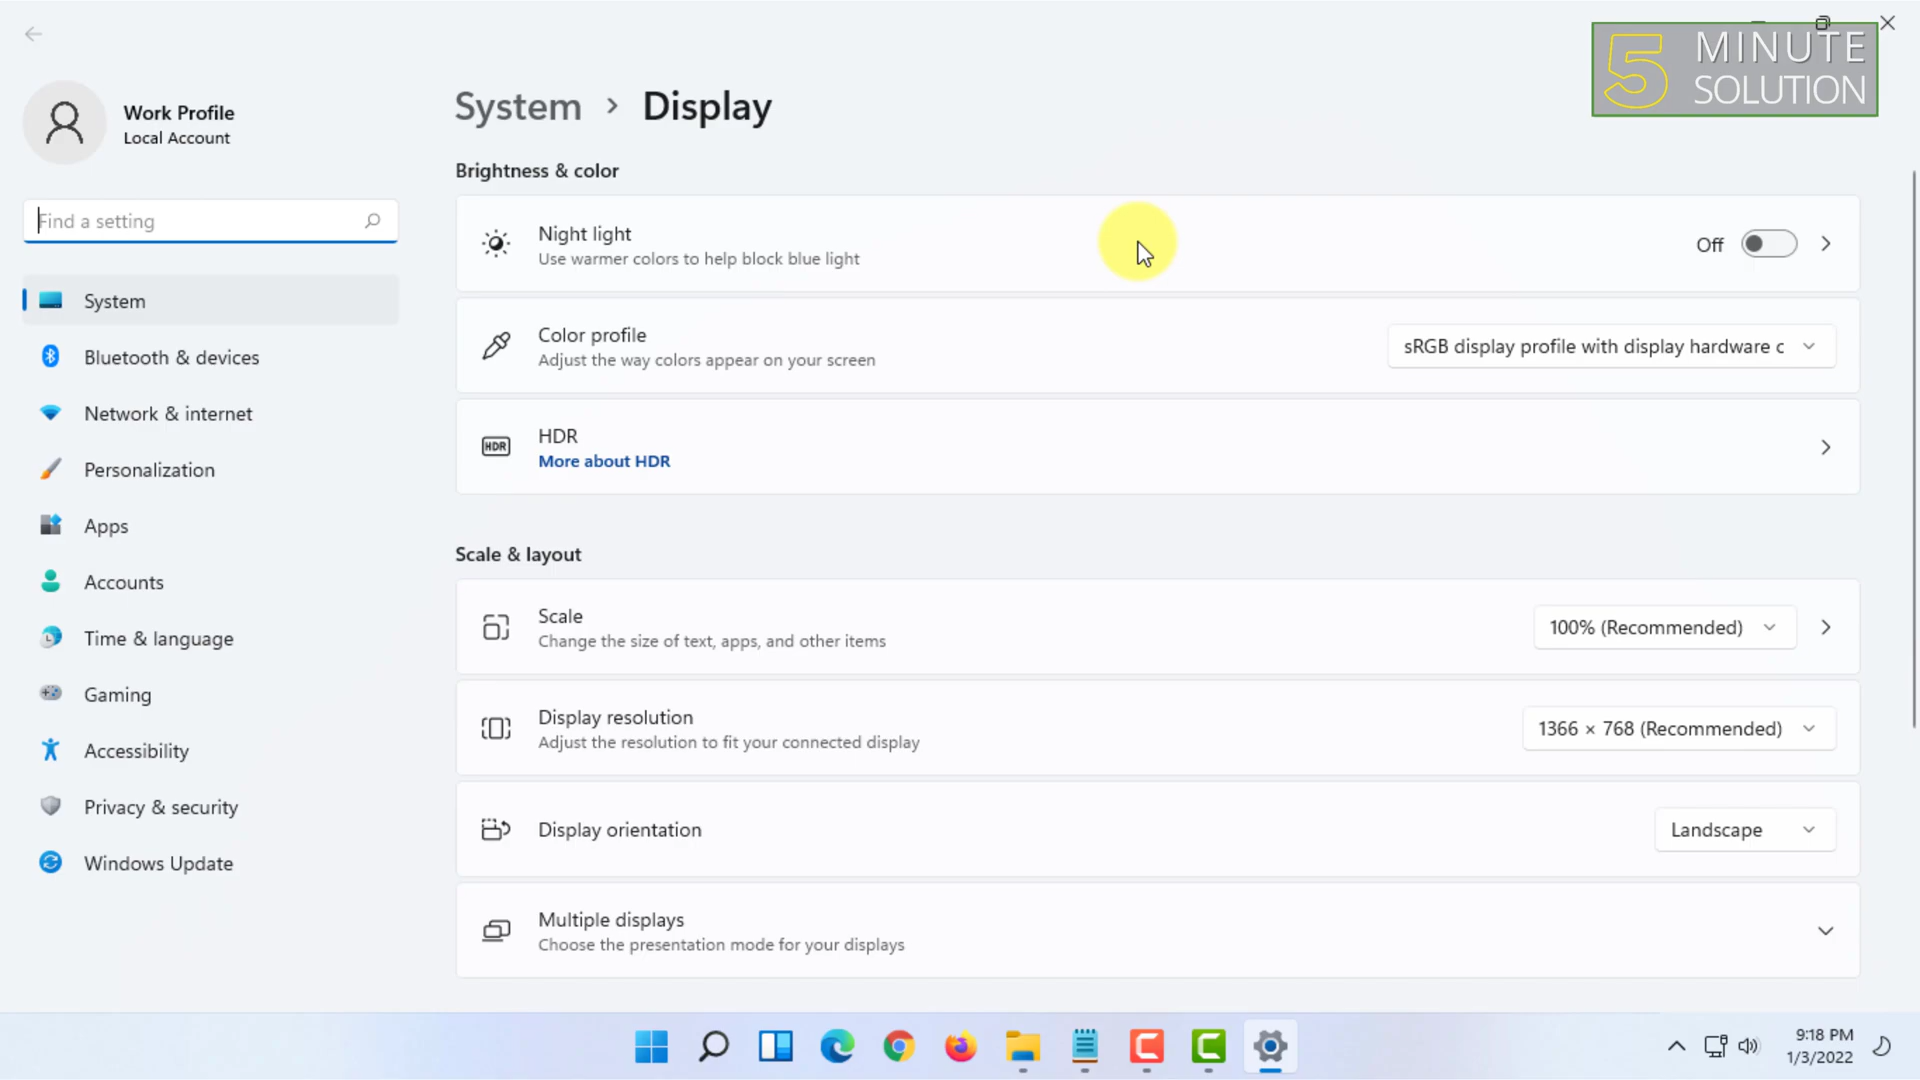 5 MINUTE
SOLUTION
Work Profile
Local Account
Find a setting
System
Bluetooth & devices
Network & internet
Personalization
Apps
Accounts
Time & language
Gaming
Accessibility
Privacy & security
Windows Update
System > Display
Brightness & color
Night light
Use warmer colors to help block blue light
Off
Color profile
Adjust the way colors appear on your screen
sRGB display profile with display hardware c
HDR
HDR
More about HDR
Scale & layout
Scale
Change the size of text, apps, and other items
100% (Recommended)
Display resolution
Adjust the resolution to fit your connected display
1366 × 768 (Recommended)
Display orientation
Landscape
Multiple displays
Choose the presentation mode for your displays
9:18 PM
1/3/2022